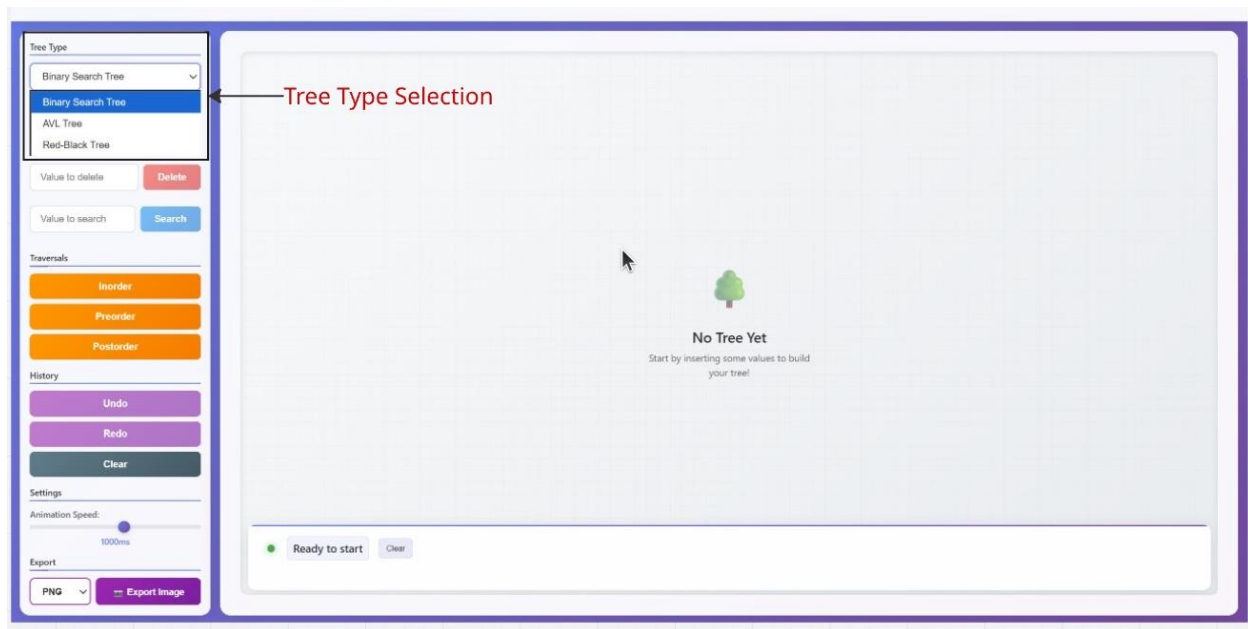 Tree Type
Binary Search Tree
Binary Search Tree
AVL Tree
Red-Black Tree
Tree Type Selection
Value to delete
Delete
Value to search
Search
Traversals
Inorder
Preorder
Postorder
History
Undo
Redo
Clear
Settings
Animation Speed:
1000ms
Export
PNG
Export Image
No Tree Yet
Start by inserting some values to build
your tree!
Ready to start
Clear